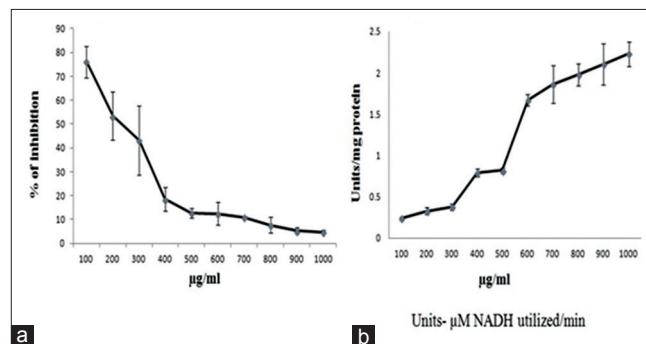 90
80
70
60
50
40
30
20
10
0
% of Inhibition
100 200 300 400 500 600 700 800 900 1000
µg/ml
a
2.5
2
1.5
1
0.5
0
Units/mg protein
100 200 300 400 500 600 700 800 900 1000
µg/ml
Units- µM NADH utilized/min
b